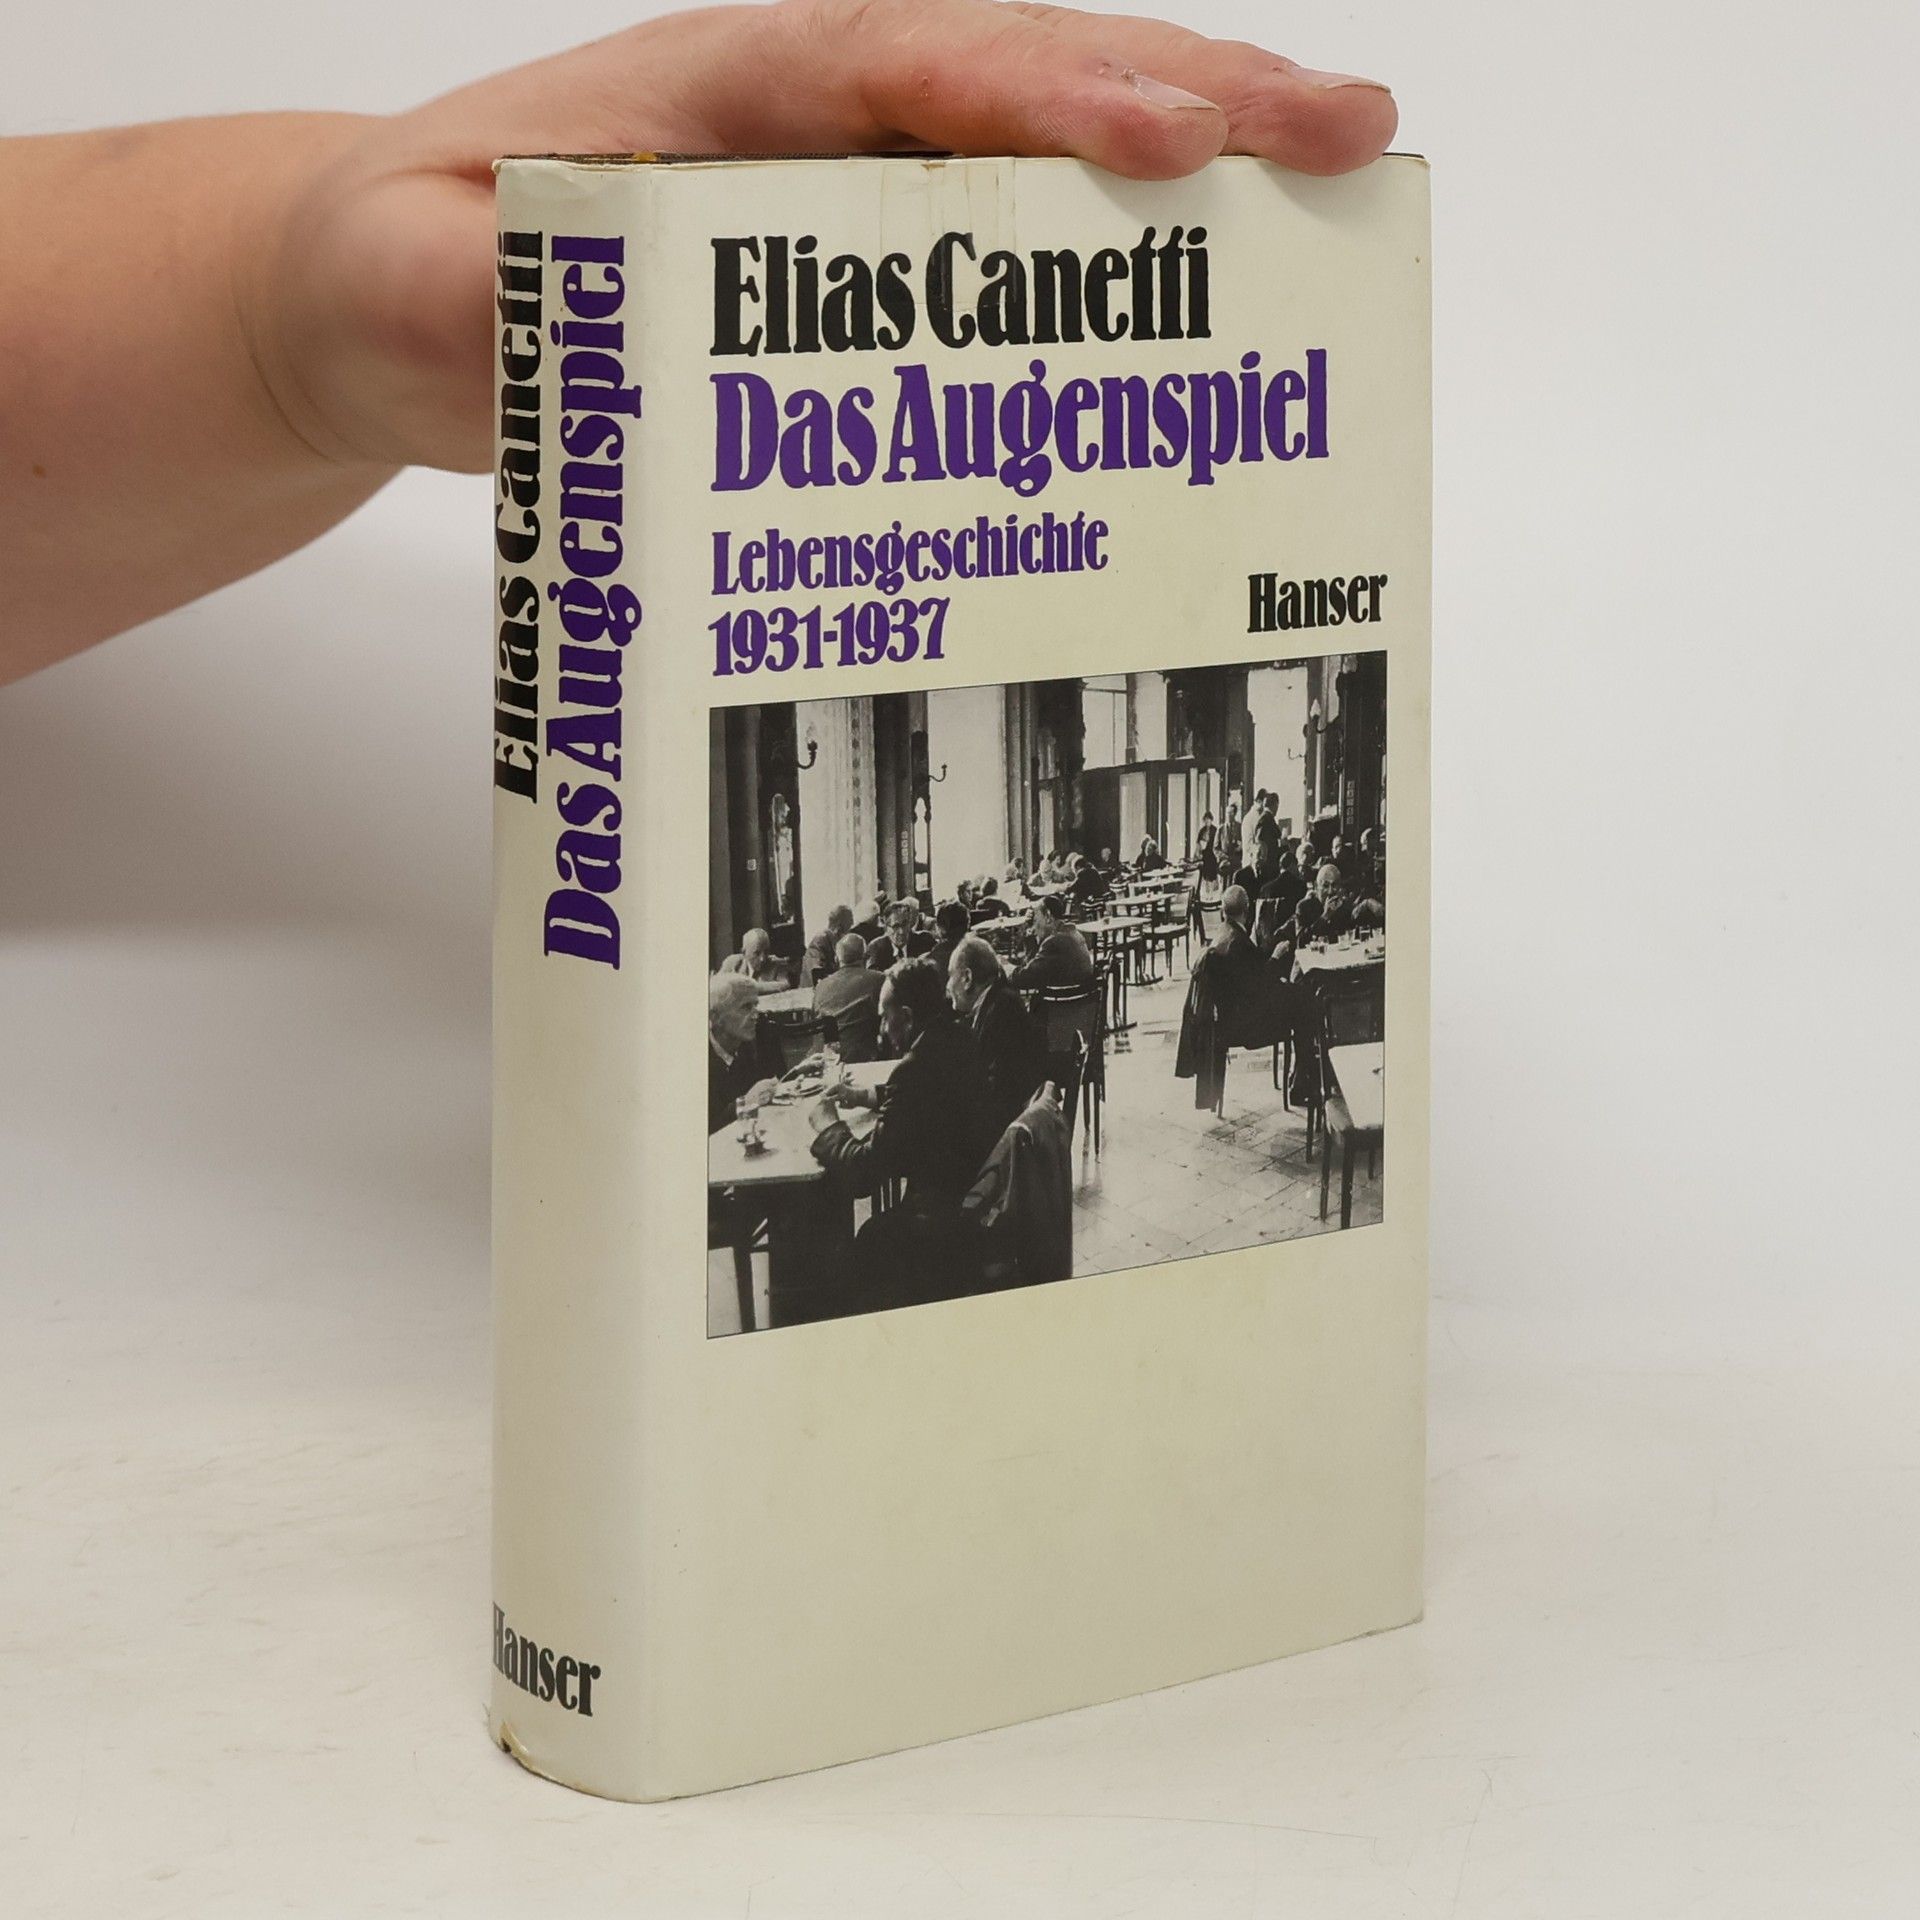 Elias Canetti
Das Augenspiel
Lebensgeschichte
1931-1937
Hanser
Elias Canetti
Das Augenspiel
Hanser